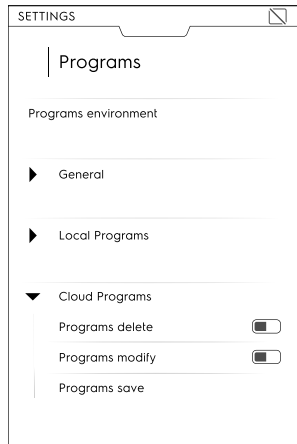 SETTINGS
Programs
Programs environment
General
Local Programs
Cloud Programs
Programs delete
Programs modify
Programs save